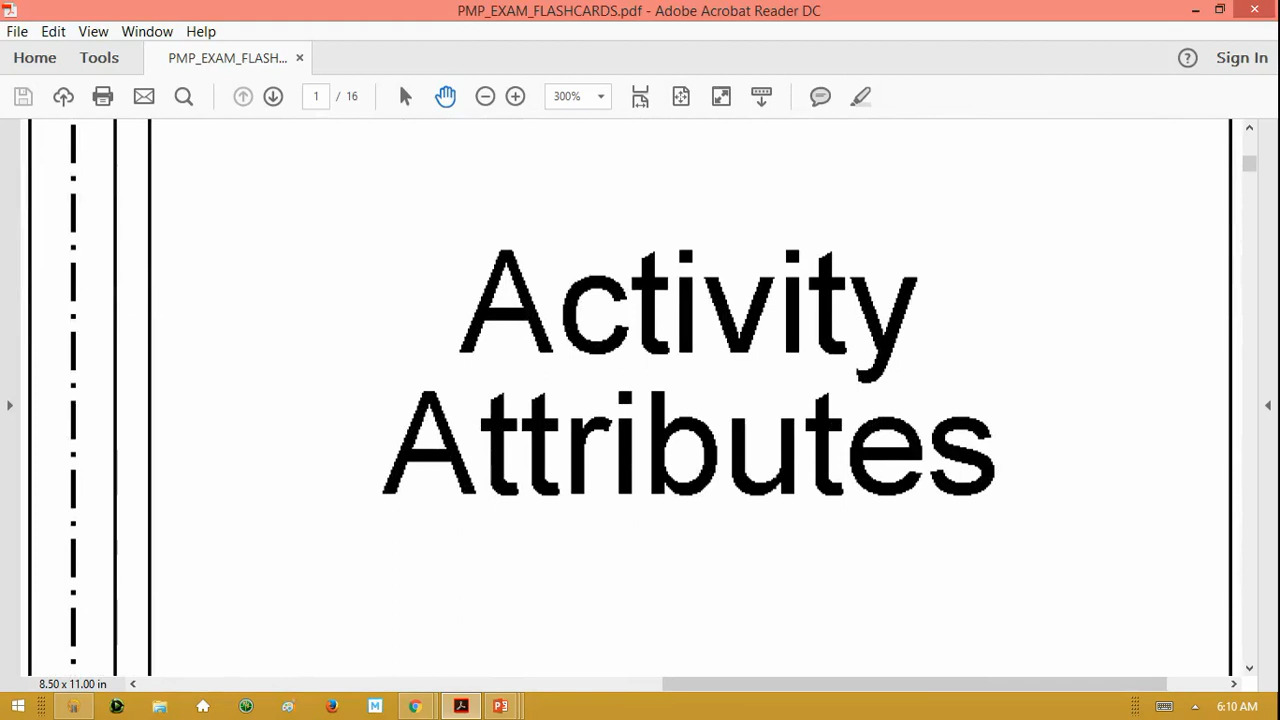 PMP_EXAM_FLASHCARDS.pdf - Adobe Acrobat Reader DC
File Edit View Window Help
Home Tools PMP_EXAM_FLASH... × Sign In
1 / 16 300%
Activity
Attributes
8.50 x 11.00 in
6:10 AM